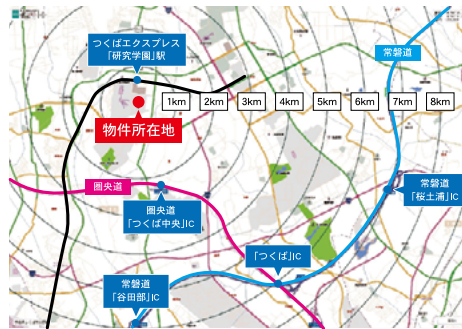 つくばエクスプレス
「研究学園」駅
常磐道
1km
2km
3km
4km
5km
6km
7km
8km
物件所在地
圏央道
圏央道
「つくば中央」IC
常磐道
「桜土浦」IC
「つくば」IC
常磐道
「谷田部」IC